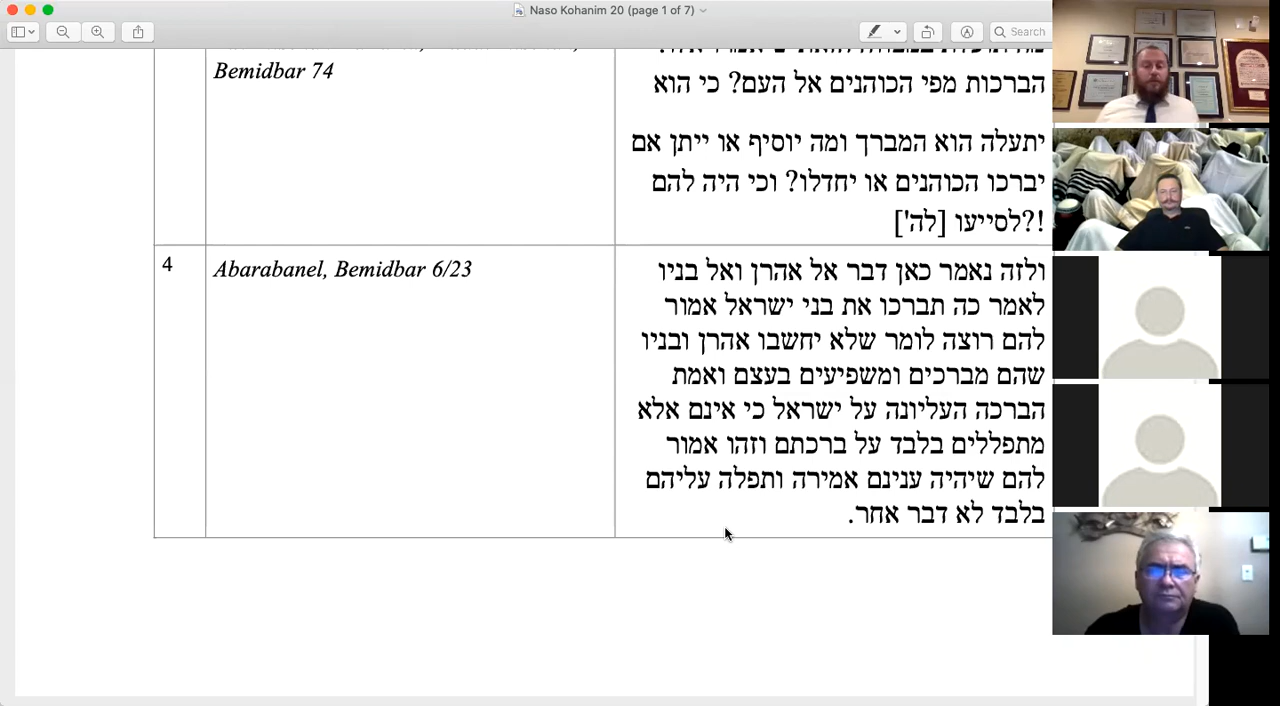 Naso Kohanim 20 (page 1 of 7)
Search
Bemidbar 74
הברכות מפי הכוהנים אל העם? כי הוא
יתעלה הוא המברך ומה יוסיף או ייתן אם
יברכו הכוהנים או יחדלו? וכי היה להם
לסייעו [לה']?!
4
Abarabanel, Bemidbar 6/23
ולזה נאמר כאן דבר אל אהרן ואל בניו
לאמר כה תברכו את בני ישראל אמור
להם רוצה לומר שלא יחשבו אהרן ובניו
שהם מברכים ומשפיעים בעצם ואמת
הברכה העליונה על ישראל כי אינם אלא
מתפללים בלבד על ברכתם וזהו אמור
להם שיהיה ענינם אמירה ותפלה עליהם
בלבד לא דבר אחר.